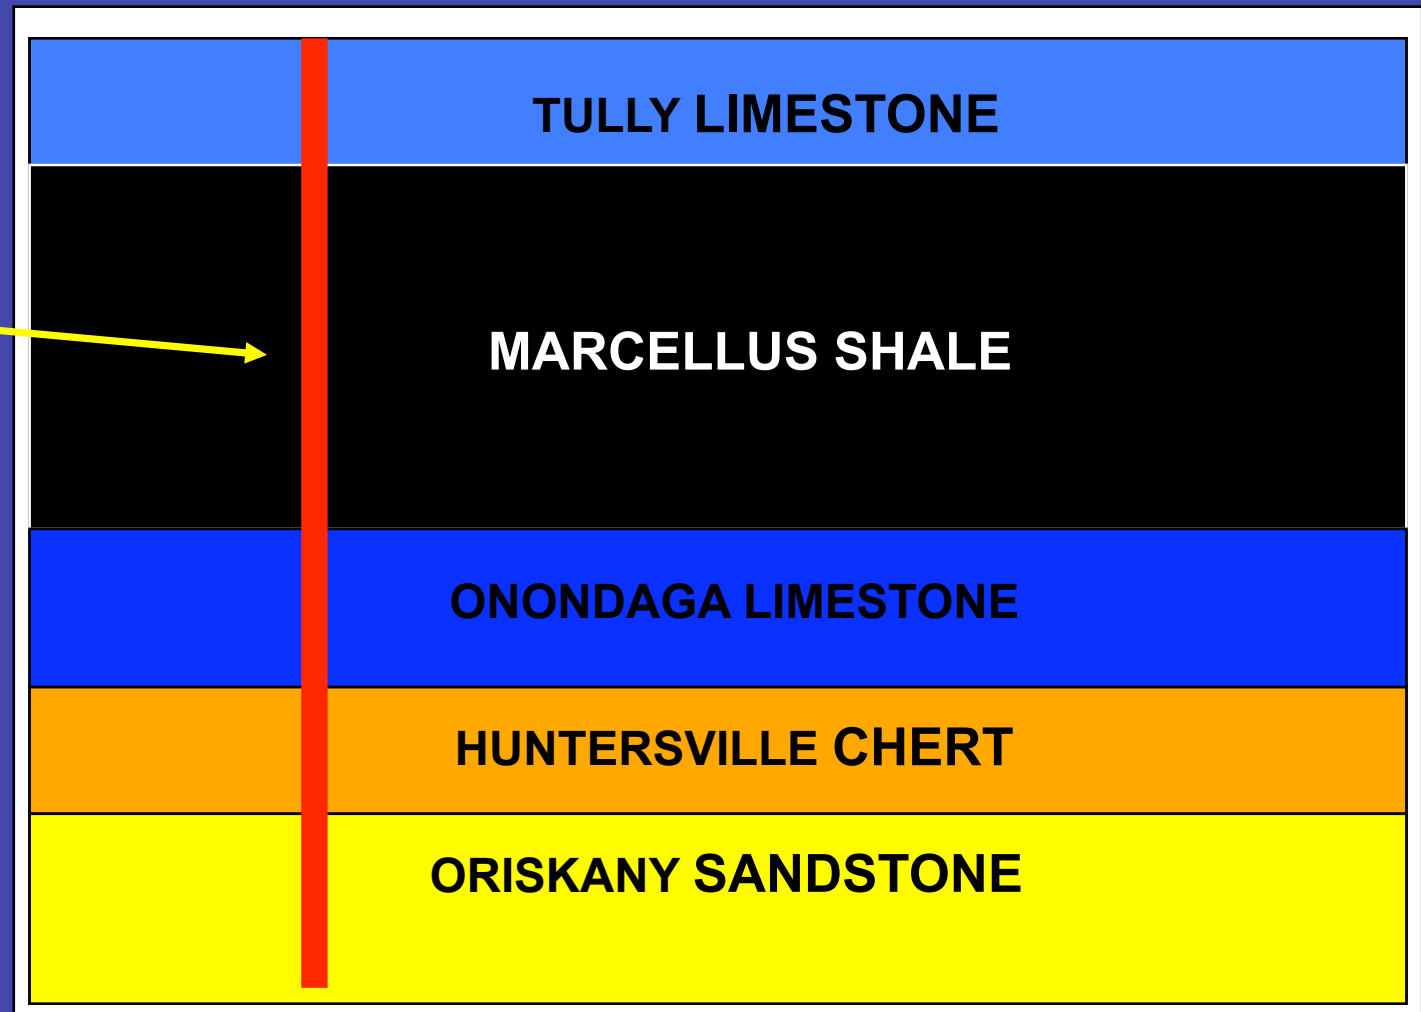 TULLY LIMESTONE
MARCELLUS SHALE
ONONDAGA LIMESTONE
HUNTERSVILLE CHERT
ORISKANY SANDSTONE